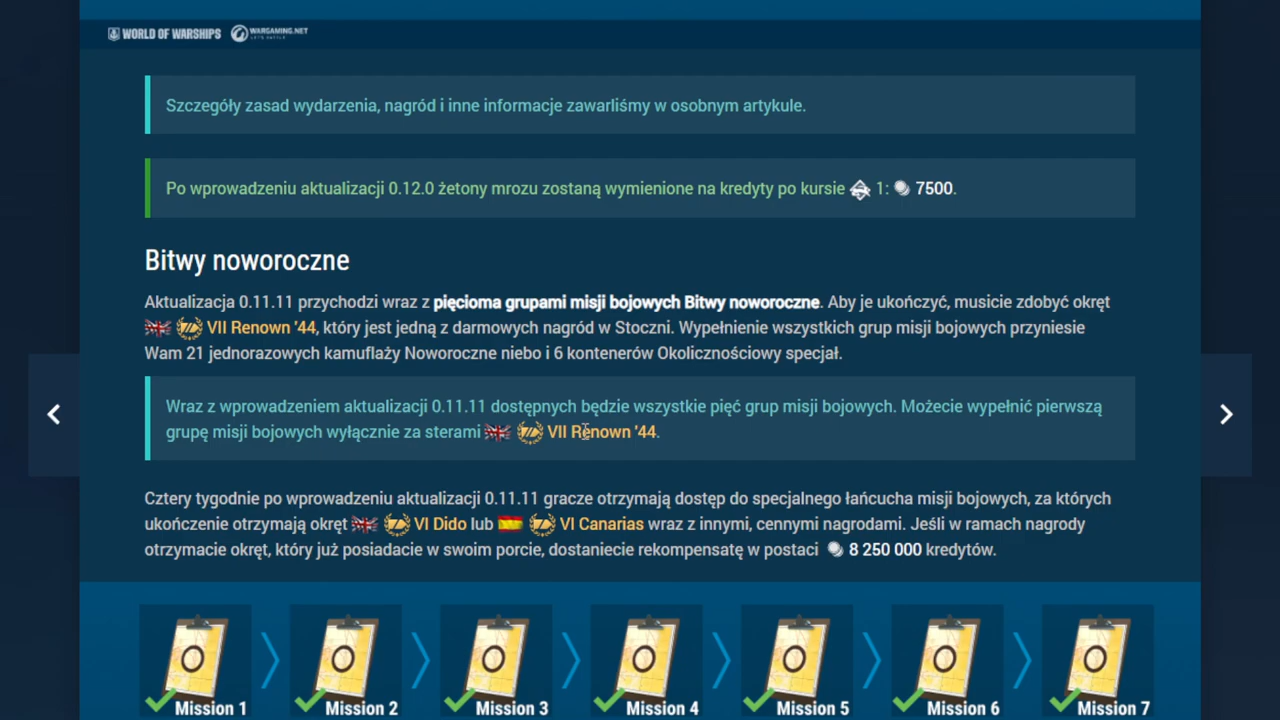 WORLD OF WARSHIPS WARGAMING.NET LET'S BATTLE
Szczegóły zasad wydarzenia, nagród i inne informacje zawarliśmy w osobnym artykule.
Po wprowadzeniu aktualizacji 0.12.0 żetony mrozu zostaną wymienione na kredyty po kursie 1: 7500.
Bitwy noworoczne
Aktualizacja 0.11.11 przychodzi wraz z pięcioma grupami misji bojowych Bitwy noworoczne. Aby je ukończyć, musicie zdobyć okręt
VII Renown '44, który jest jedną z darmowych nagród w Stoczni. Wypełnienie wszystkich grup misji bojowych przyniesie
Wam 21 jednorazowych kamuflaży Noworoczne niebo i 6 kontenerów Okolicznościowy specjał.
Wraz z wprowadzeniem aktualizacji 0.11.11 dostępnych będzie wszystkie pięć grup misji bojowych. Możecie wypełnić pierwszą
grupę misji bojowych wyłącznie za sterami VII Renown '44.
Cztery tygodnie po wprowadzeniu aktualizacji 0.11.11 gracze otrzymają dostęp do specjalnego łańcucha misji bojowych, za których
ukończenie otrzymają okręt VI Dido lub VI Canarias wraz z innymi, cennymi nagrodami. Jeśli w ramach nagrody
otrzymacie okręt, który już posiadacie w swoim porcie, dostaniecie rekompensatę w postaci 8 250 000 kredytów.
Mission 1 Mission 2 Mission 3 Mission 4 Mission 5 Mission 6 Mission 7